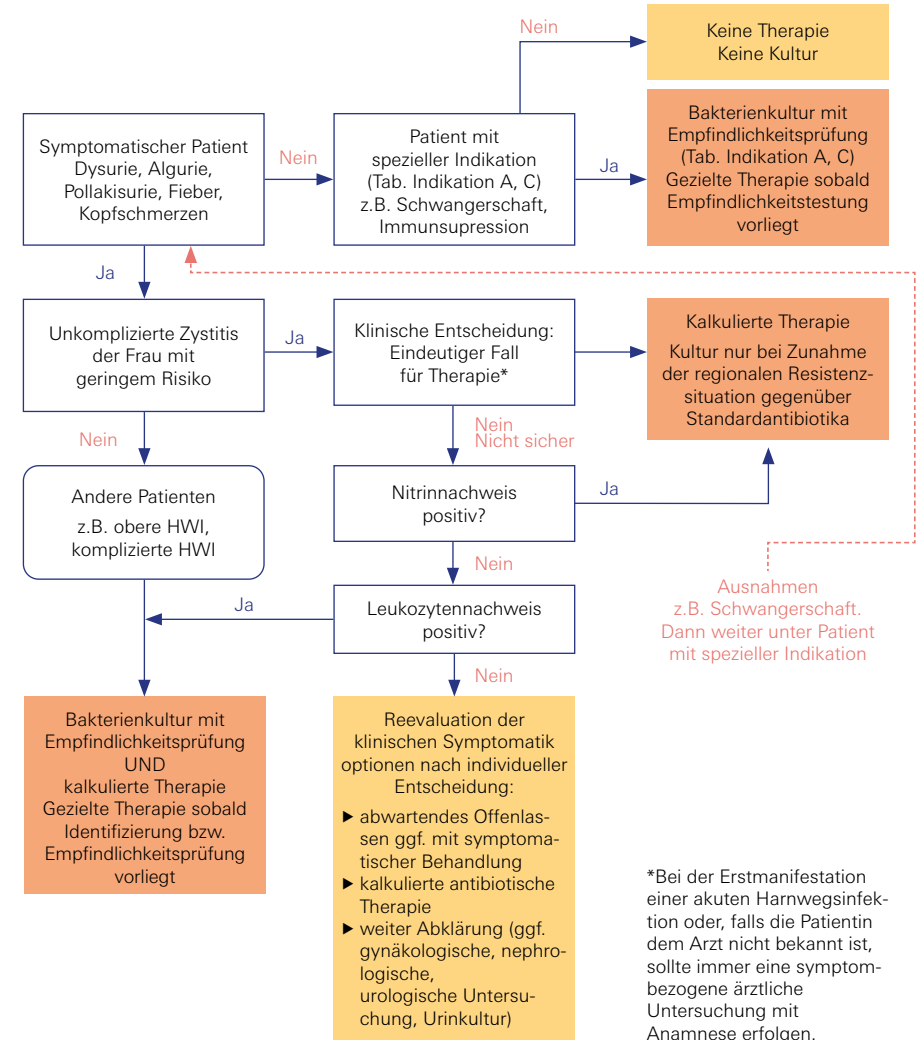 Nein
Keine Therapie
Keine Kultur
Symptomatischer Patient
Dysurie, Algurie,
Pollakisurie, Fieber,
Kopfschmerzen
Nein
Patient mit
spezieller Indikation
(Tab. Indikation A, C)
z.B. Schwangerschaft,
Immunsupression
Ja
Bakterienkultur mit
Empfindlichkeitsprüfung
(Tab. Indikation A, C)
Gezielte Therapie sobald
Empfindlichkeitstestung
vorliegt
Ja
Unkomplizierte Zystitis
der Frau mit
geringem Risiko
Ja
Klinische Entscheidung:
Eindeutiger Fall
für Therapie*
Kalkulierte Therapie
Kultur nur bei Zunahme
der regionalen Resistenz-
situation gegenüber
Standardantibiotika
Nein
Nein
Nicht sicher
Andere Patienten
z.B. obere HWI,
komplizierte HWI
Nitrinnachweis
positiv?
Ja
Nein
Ausnahmen
z.B. Schwangerschaft.
Dann weiter unter Patient
mit spezieller Indikation
Ja
Leukozytennachweis
positiv?
Nein
Bakterienkultur mit
Empfindlichkeitsprüfung
UND
kalkulierte Therapie
Gezielte Therapie sobald
Identifizierung bzw.
Empfindlichkeitsprüfung
vorliegt
Reevaluation der
klinischen Symptomatik
optionen nach individueller
Entscheidung:
▶ abwartendes Offenlas-
sen ggf. mit symptoma-
tischer Behandlung
▶ kalkulierte antibiotische
Therapie
▶ weiter Abklärung (ggf.
gynäkologische, nephro-
logische,
urologische Untersu-
chung, Urinkultur)
*Bei der Erstmanifestation
einer akuten Harnwegsinfek-
tion oder, falls die Patientin
dem Arzt nicht bekannt ist,
sollte immer eine symptom-
bezogene ärztliche
Untersuchung mit
Anamnese erfolgen.